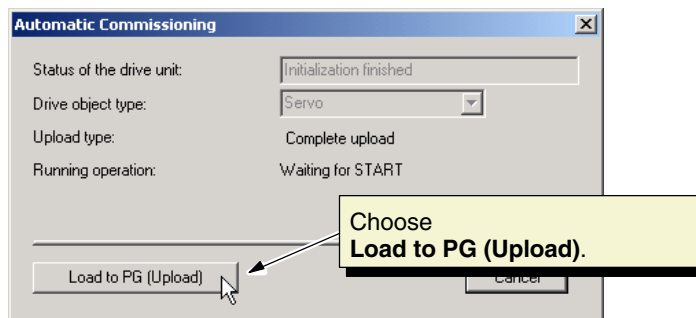 Automatic Commissioning
Status of the drive unit: Initialization finished
Drive object type: Servo
Upload type: Complete upload
Running operation: Waiting for START
Choose
Load to PG (Upload).
Load to PG (Upload) Cancel